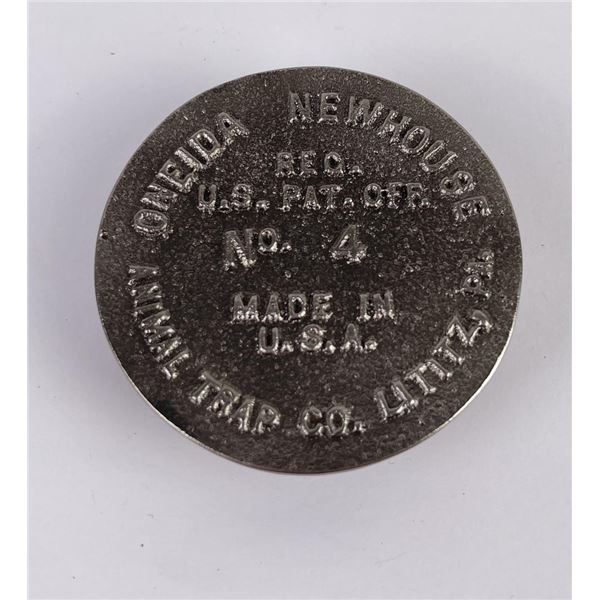 ONEIDA NEWHOUSE
REG.
U.S. PAT. OFF.
No. 4
MADE IN
U.S.A.
ANIMAL TRAP CO. LITITZ, PA.